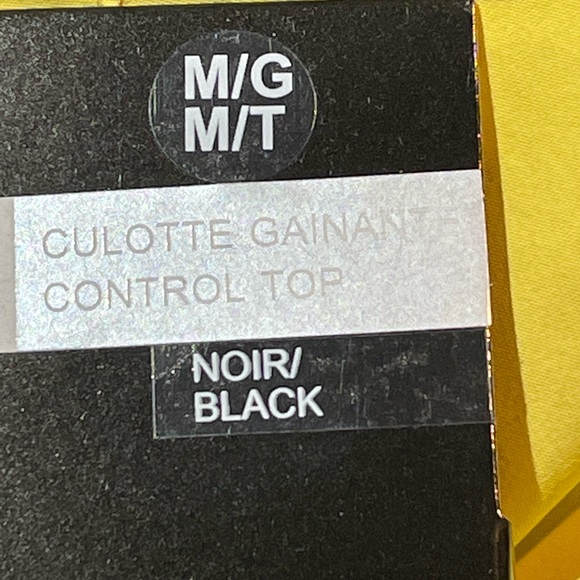 M/G
M/T
CULOTTE GAINANTE
CONTROL TOP
NOIR/
BLACK